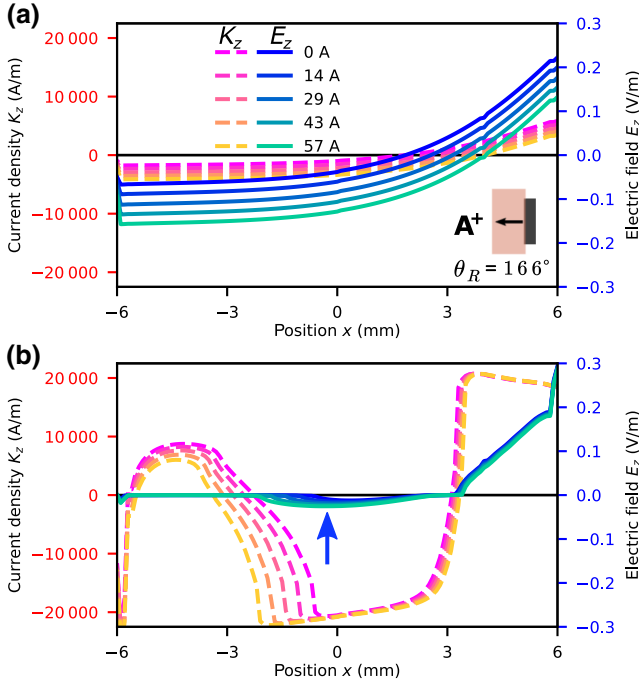 (a)
20 000
10 000
0
−10 000
−20 000
Current density K_z (A/m)
K_z E_z
0 A
14 A
29 A
43 A
57 A
0.3
0.2
0.1
0.0
−0.1
−0.2
−0.3
Electric field E_z (V/m)
A⁺
θ_R = 166°
−6 −3 0 3 6
Position x (mm)
(b)
20 000
10 000
0
−10 000
−20 000
Current density K_z (A/m)
0.3
0.2
0.1
0.0
−0.1
−0.2
−0.3
Electric field E_z (V/m)
−6 −3 0 3 6
Position x (mm)